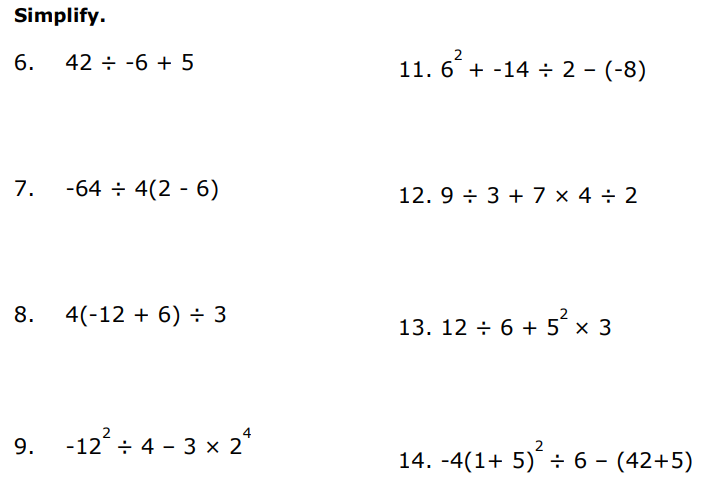 Simplify.
6. 42 ÷ -6 + 5
7. -64 ÷ 4(2 - 6)
8. 4(-12 + 6) ÷ 3
9. -12² ÷ 4 – 3 × 2⁴
11. 6² + -14 ÷ 2 – (-8)
12. 9 ÷ 3 + 7 × 4 ÷ 2
13. 12 ÷ 6 + 5² × 3
14. -4(1+ 5)² ÷ 6 – (42+5)